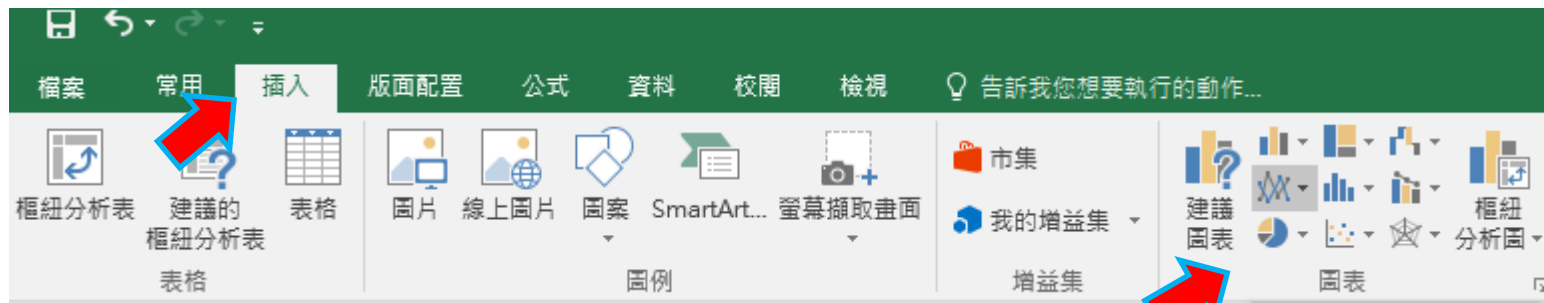 檔案 常用 插入 版面配置 公式 資料 校閱 檢視 告訴我您想要執行的動作...
樞紐分析表
建議的
樞紐分析表
表格
表格
圖片
線上圖片
圖案
SmartArt...
螢幕擷取畫面
圖例
市集
我的增益集
增益集
建議
圖表
樞紐
分析圖
圖表